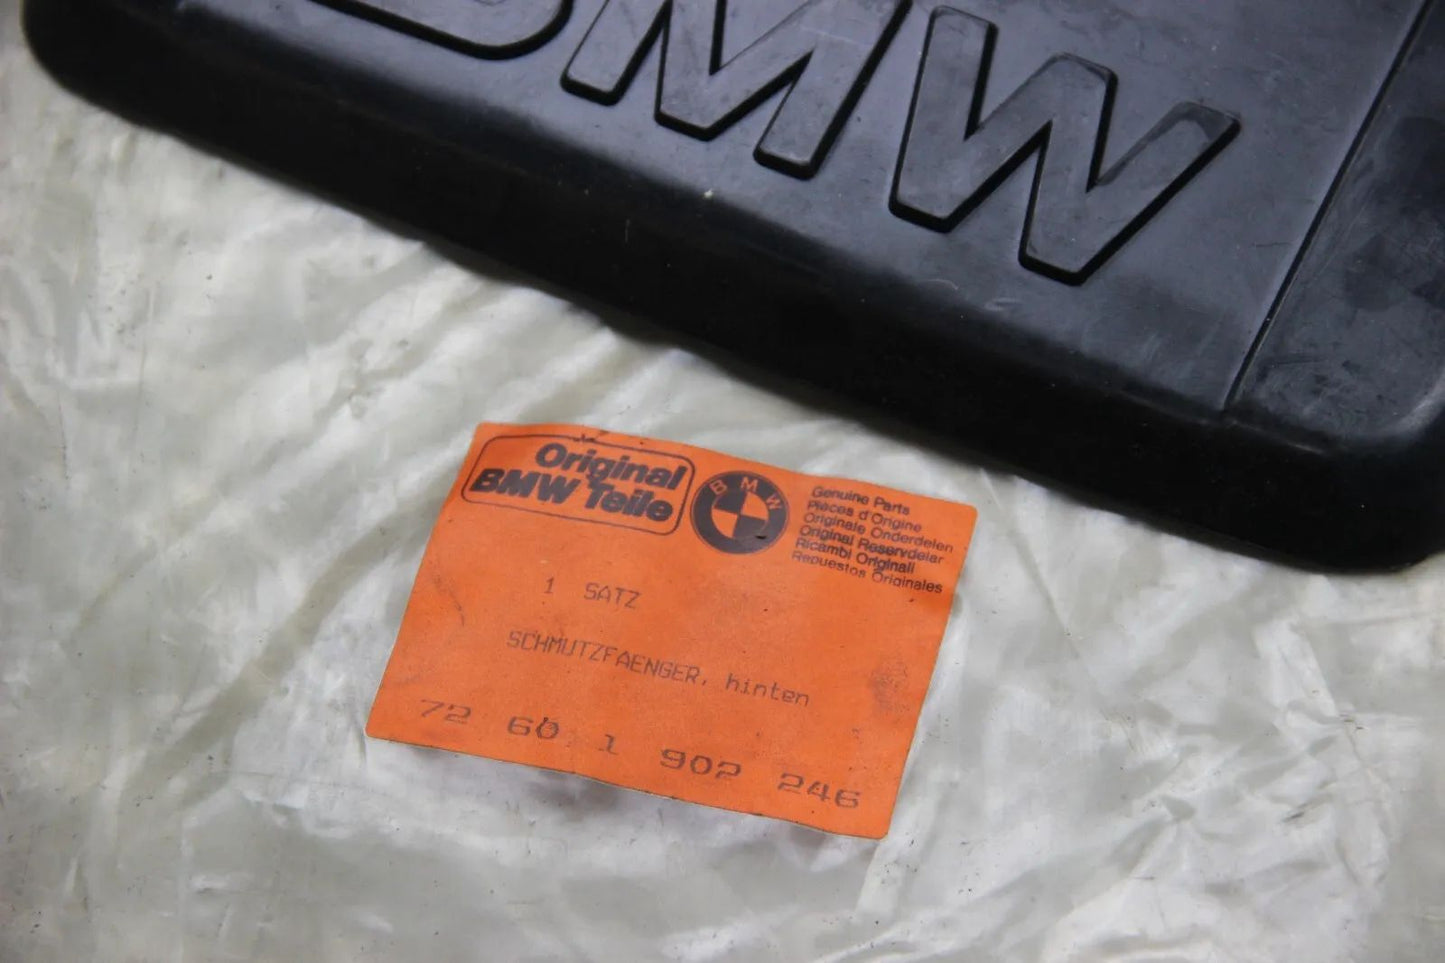 BMW
Original
BMW Teile
BMW
Genuine Parts
Pièces d'Origine
Originale Onderdelen
Original Reservdelar
Ricambi Originali
Repuestos Originales
1 SATZ
SCHMUTZFAENGER, hinten
72 60 1 902 246